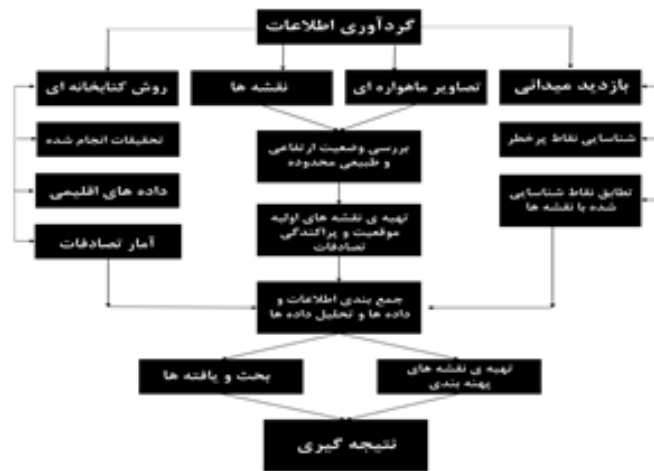 گردآوری اطلاعات
بازدید میدانی
تصاویر ماهواره ای
نقشه ها
روش کتابخانه ای
شناسایی نقاط پرخطر
بررسی وضعیت ارتفاعی
و طبیعی محدوده
تحقیقات انجام شده
تطابق نقاط شناسایی
شده با نقشه ها
تهیه ی نقشه های اولیه
موقعیت و پراکندگی
تصادفات
داده های اقلیمی
آمار تصادفات
جمع بندی اطلاعات و
داده ها و تحلیل داده ها
تهیه ی نقشه های
پهنه بندی
بحث و یافته ها
نتیجه گیری